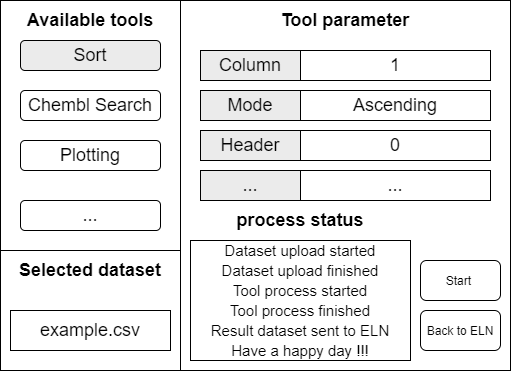 Available tools
Sort
Chembl Search
Plotting
...
Selected dataset
example.csv
Tool parameter
Column 1
Mode Ascending
Header 0
... ...
process status
Dataset upload started
Dataset upload finished
Tool process started
Tool process finished
Result dataset sent to ELN
Have a happy day !!!
Start
Back to ELN